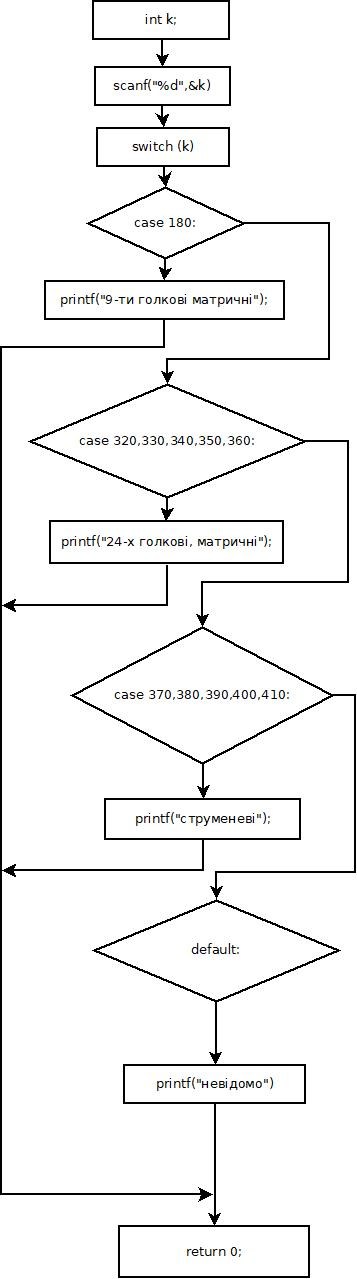 int k;
scanf("%d",&k)
switch (k)
case 180:
printf("9-ти голкові матричні");
case 320,330,340,350,360:
printf("24-х голкові, матричні");
case 370,380,390,400,410:
printf("струменеві");
default:
printf("невідомо")
return 0;